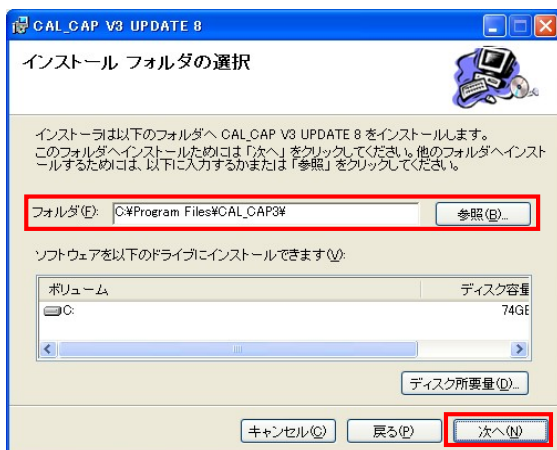 CAL_CAP V3 UPDATE 8
インストール フォルダの選択
インストーラは以下のフォルダへ CAL_CAP V3 UPDATE 8 をインストールします。
このフォルダへインストールためには「次へ」をクリックしてください。他のフォルダへインスト
ールするためには、以下に入力するかまたは「参照」をクリックしてください。
フォルダ(F): C:¥Program Files¥CAL_CAP3¥ 参照(B)...
ソフトウェアを以下のドライブにインストールできます(V):
ボリューム ディスク容量
C: 74GB
ディスク所要量(D)...
キャンセル(C) 戻る(P) 次へ(N)